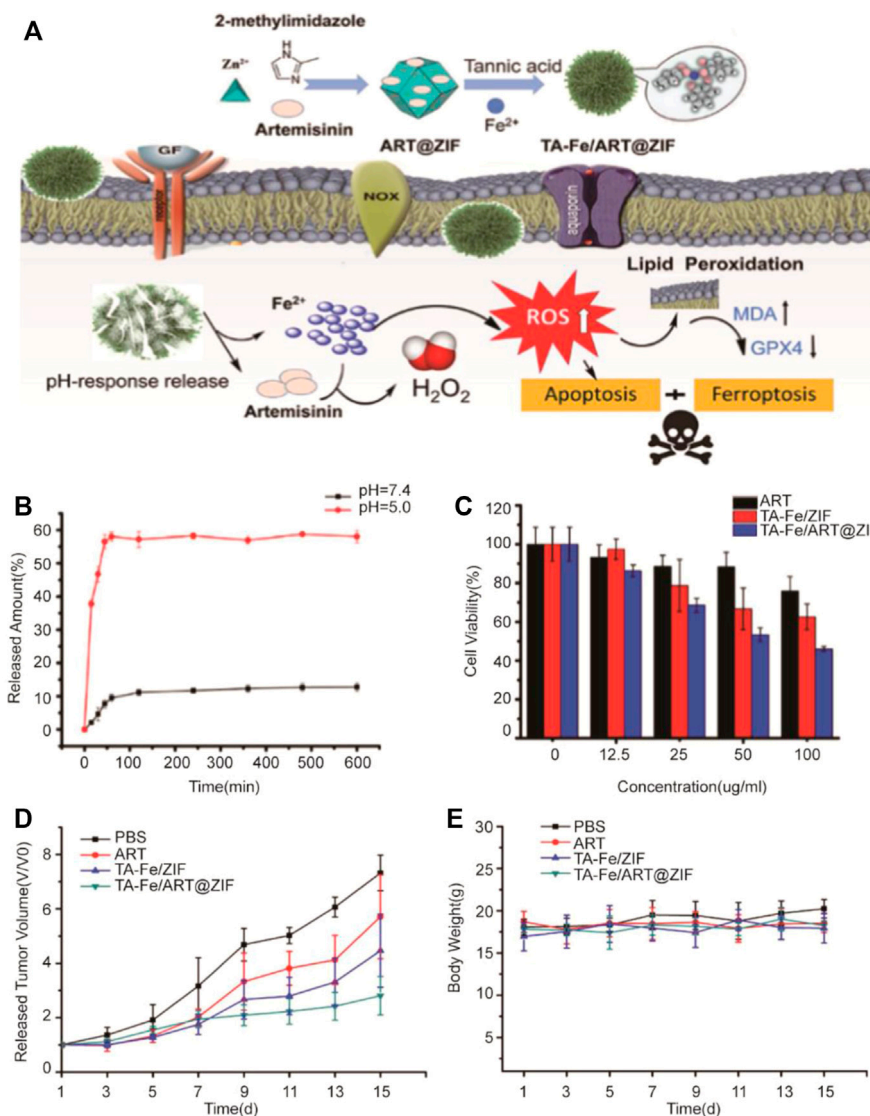 A
2-methylimidazole
Zn²⁺
H
N
N
Tannic acid
Artemisinin
ART@ZIF
Fe²⁺
TA-Fe/ART@ZIF
GF
receptor
NOX
aquaporin
Lipid Peroxidation
Fe²⁺
ROS
MDA
GPX4
pH-response release
Artemisinin
H₂O₂
Apoptosis
+
Ferroptosis
B
pH=7.4
pH=5.0
Released Amount(%)
60
50
40
30
20
10
0
0 100 200 300 400 500 600
Time(min)
C
ART
TA-Fe/ZIF
TA-Fe/ART@ZI
Cell Viability(%)
120
100
80
60
40
20
0
0 12.5 25 50 100
Concentration(ug/ml)
D
PBS
ART
TA-Fe/ZIF
TA-Fe/ART@ZIF
Released Tumor Volume(V/V0)
8
6
4
2
0
1 3 5 7 9 11 13 15
Time(d)
E
PBS
ART
TA-Fe/ZIF
TA-Fe/ART@ZIF
Body Weight(g)
30
25
20
15
10
5
1 3 5 7 9 11 13 15
Time(d)